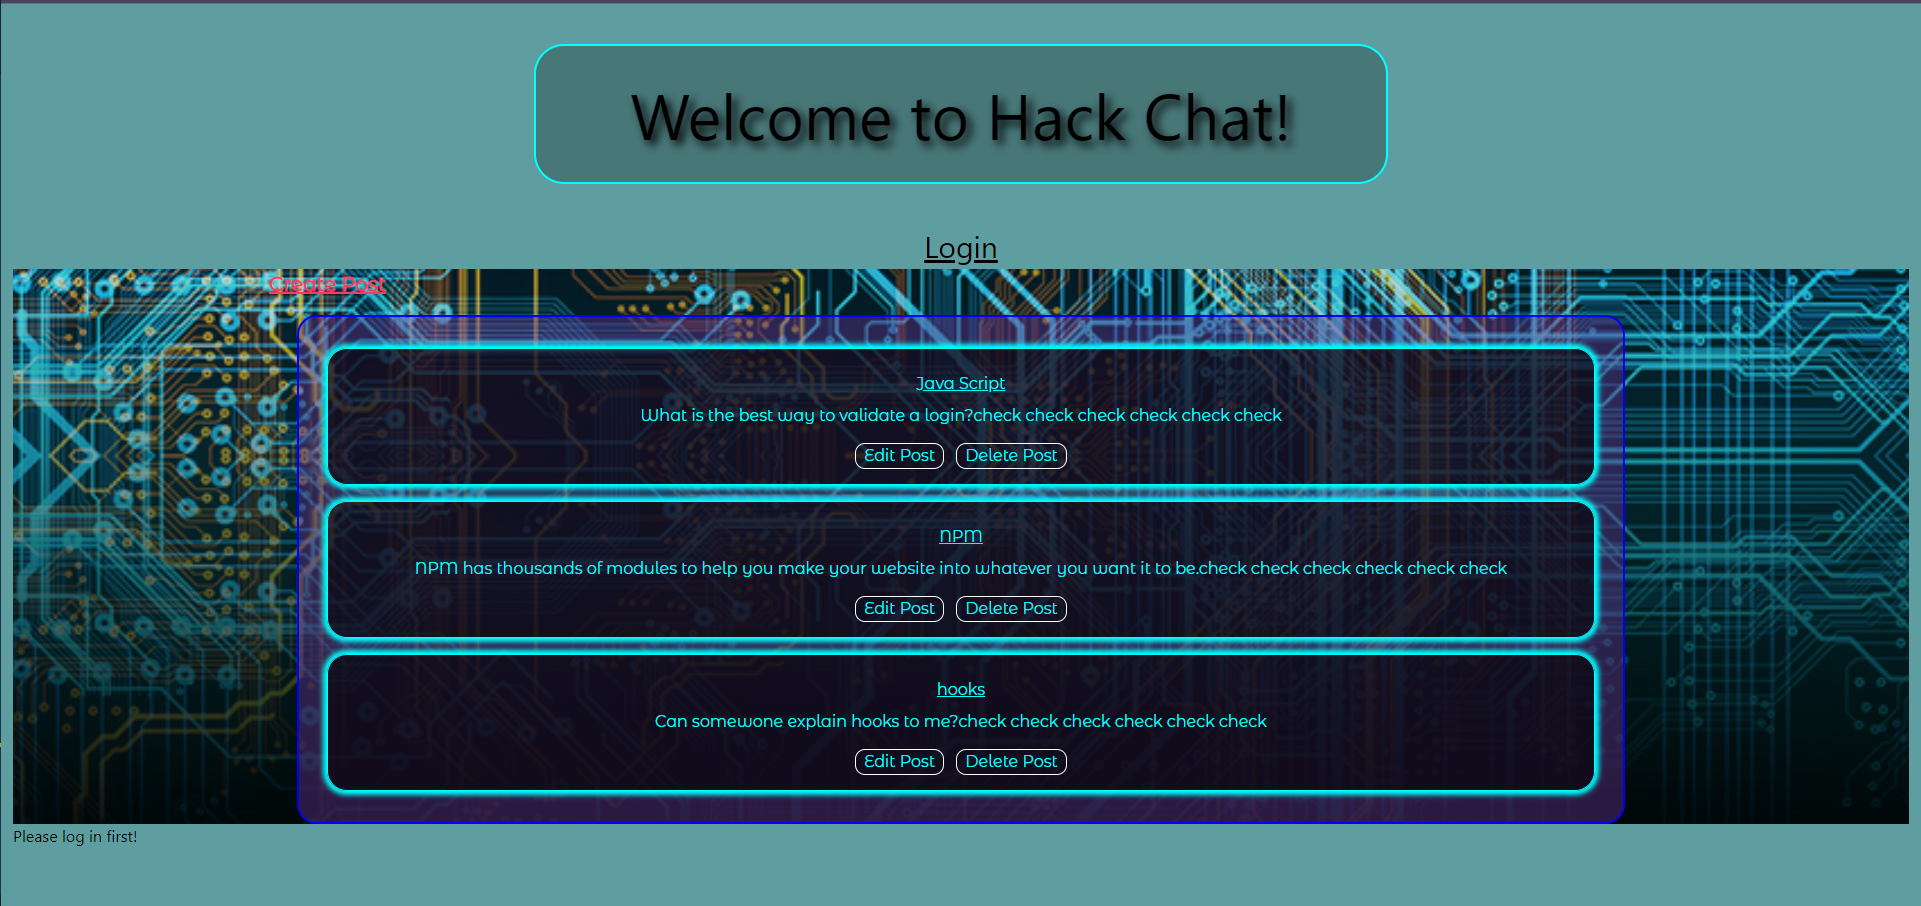 Welcome to Hack Chat!
Login
Create Post
Java Script
What is the best way to validate a login?check check check check check check
Edit Post Delete Post
NPM
NPM has thousands of modules to help you make your website into whatever you want it to be.check check check check check check
Edit Post Delete Post
hooks
Can somewone explain hooks to me?check check check check check check
Edit Post Delete Post
Please log in first!